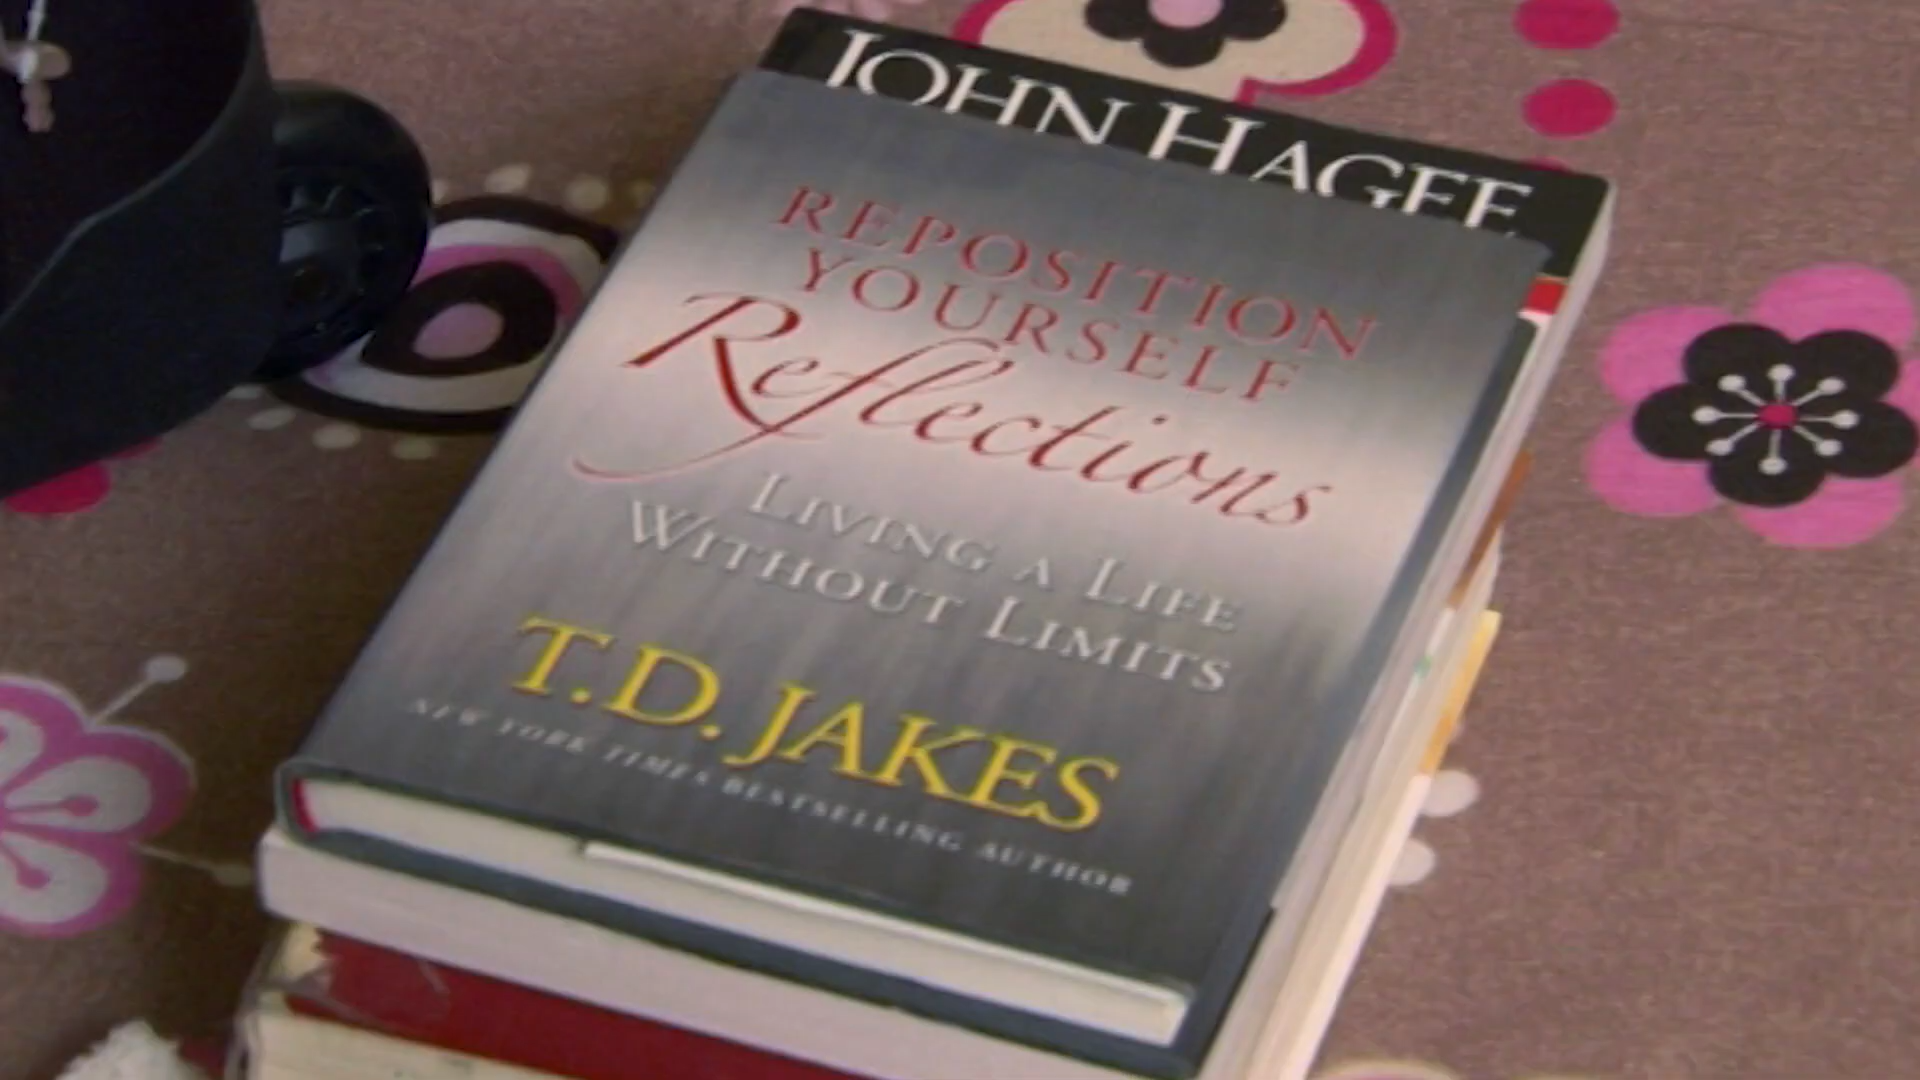 JOHN HAGEE
REPOSITION
YOURSELF
Reflections
LIVING A LIFE
WITHOUT LIMITS
T.D. JAKES
NEW YORK TIMES BESTSELLING AUTHOR